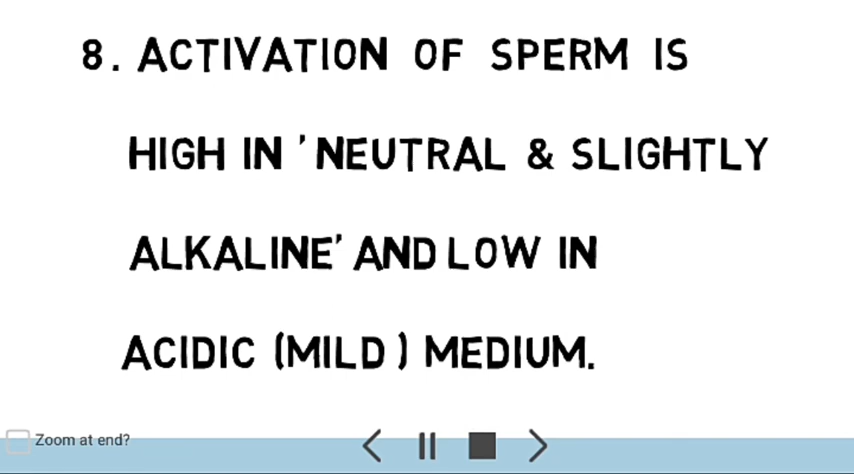 8. ACTIVATION OF SPERM IS
HIGH IN 'NEUTRAL & SLIGHTLY
ALKALINE' AND LOW IN
ACIDIC (MILD ) MEDIUM.
Zoom at end?